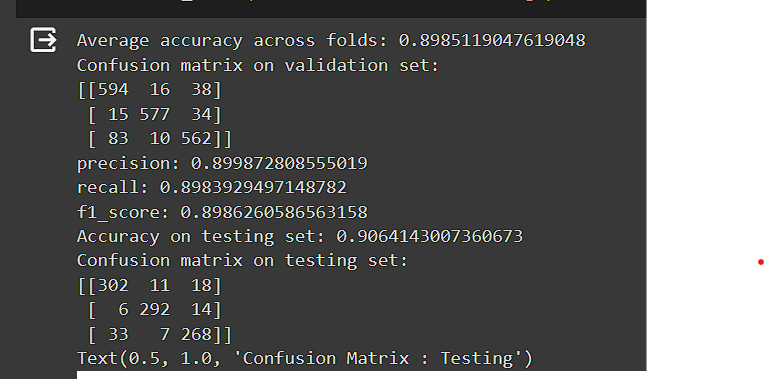 Average accuracy across folds: 0.8985119047619048
Confusion matrix on validation set:
[[594  16  38]
 [ 15 577  34]
 [ 83  10 562]]
precision: 0.899872808555019
recall: 0.8983929497148782
f1_score: 0.8986260586563158
Accuracy on testing set: 0.9064143007360673
Confusion matrix on testing set:
[[302  11  18]
 [  6 292  14]
 [ 33   7 268]]
Text(0.5, 1.0, 'Confusion Matrix : Testing')